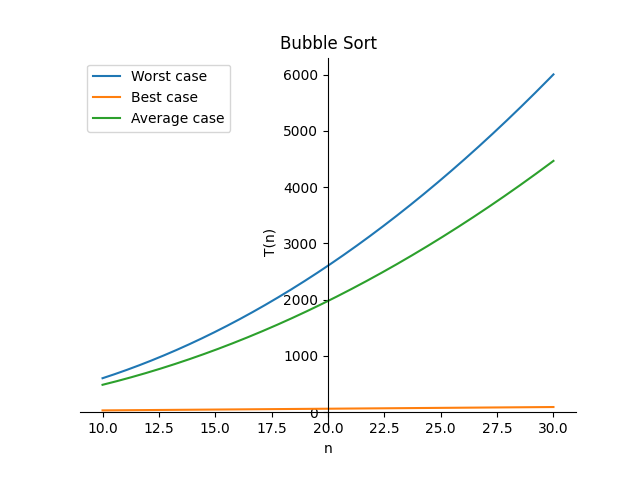 Bubble Sort
Worst case
Best case
Average case
6000
5000
4000
3000
2000
1000
0
T(n)
10.0 12.5 15.0 17.5 20.0 22.5 25.0 27.5 30.0
n